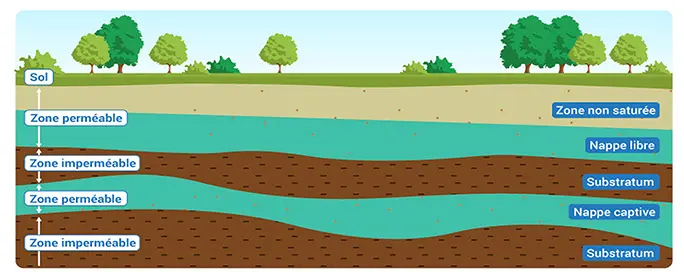 Sol
Zone non saturée
Zone perméable
Nappe libre
Zone imperméable
Substratum
Zone perméable
Nappe captive
Zone imperméable
Substratum